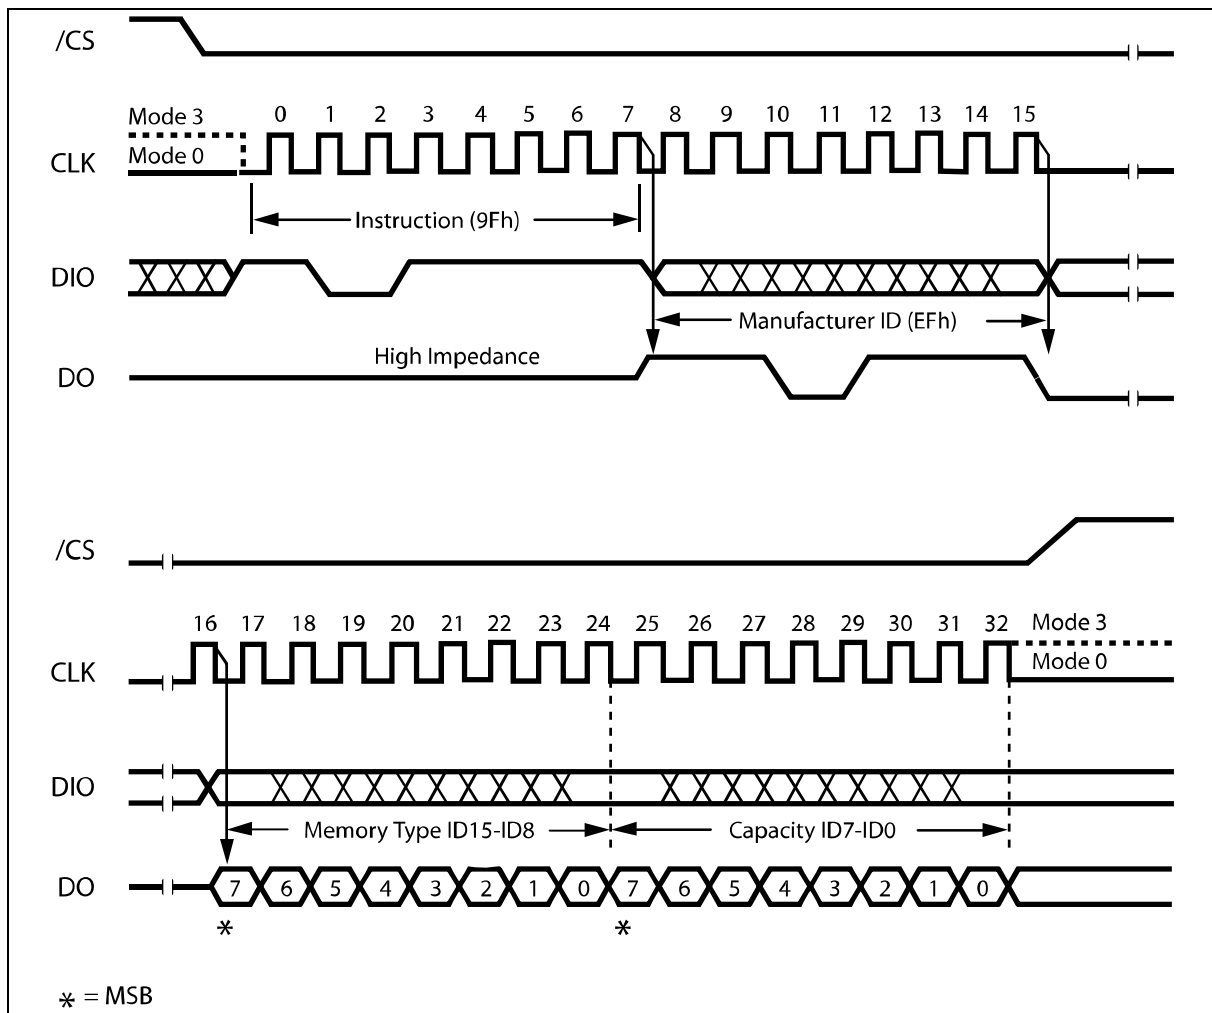 /CS
Mode 3
0 1 2 3 4 5 6 7 8 9 10 11 12 13 14 15
CLK
Mode 0
Instruction (9Fh)
DIO
Manufacturer ID (EFh)
High Impedance
DO
/CS
16 17 18 19 20 21 22 23 24 25 26 27 28 29 30 31 32
Mode 3
CLK
Mode 0
DIO
Memory Type ID15-ID8
Capacity ID7-ID0
DO
7 6 5 4 3 2 1 0 7 6 5 4 3 2 1 0
* *
* = MSB